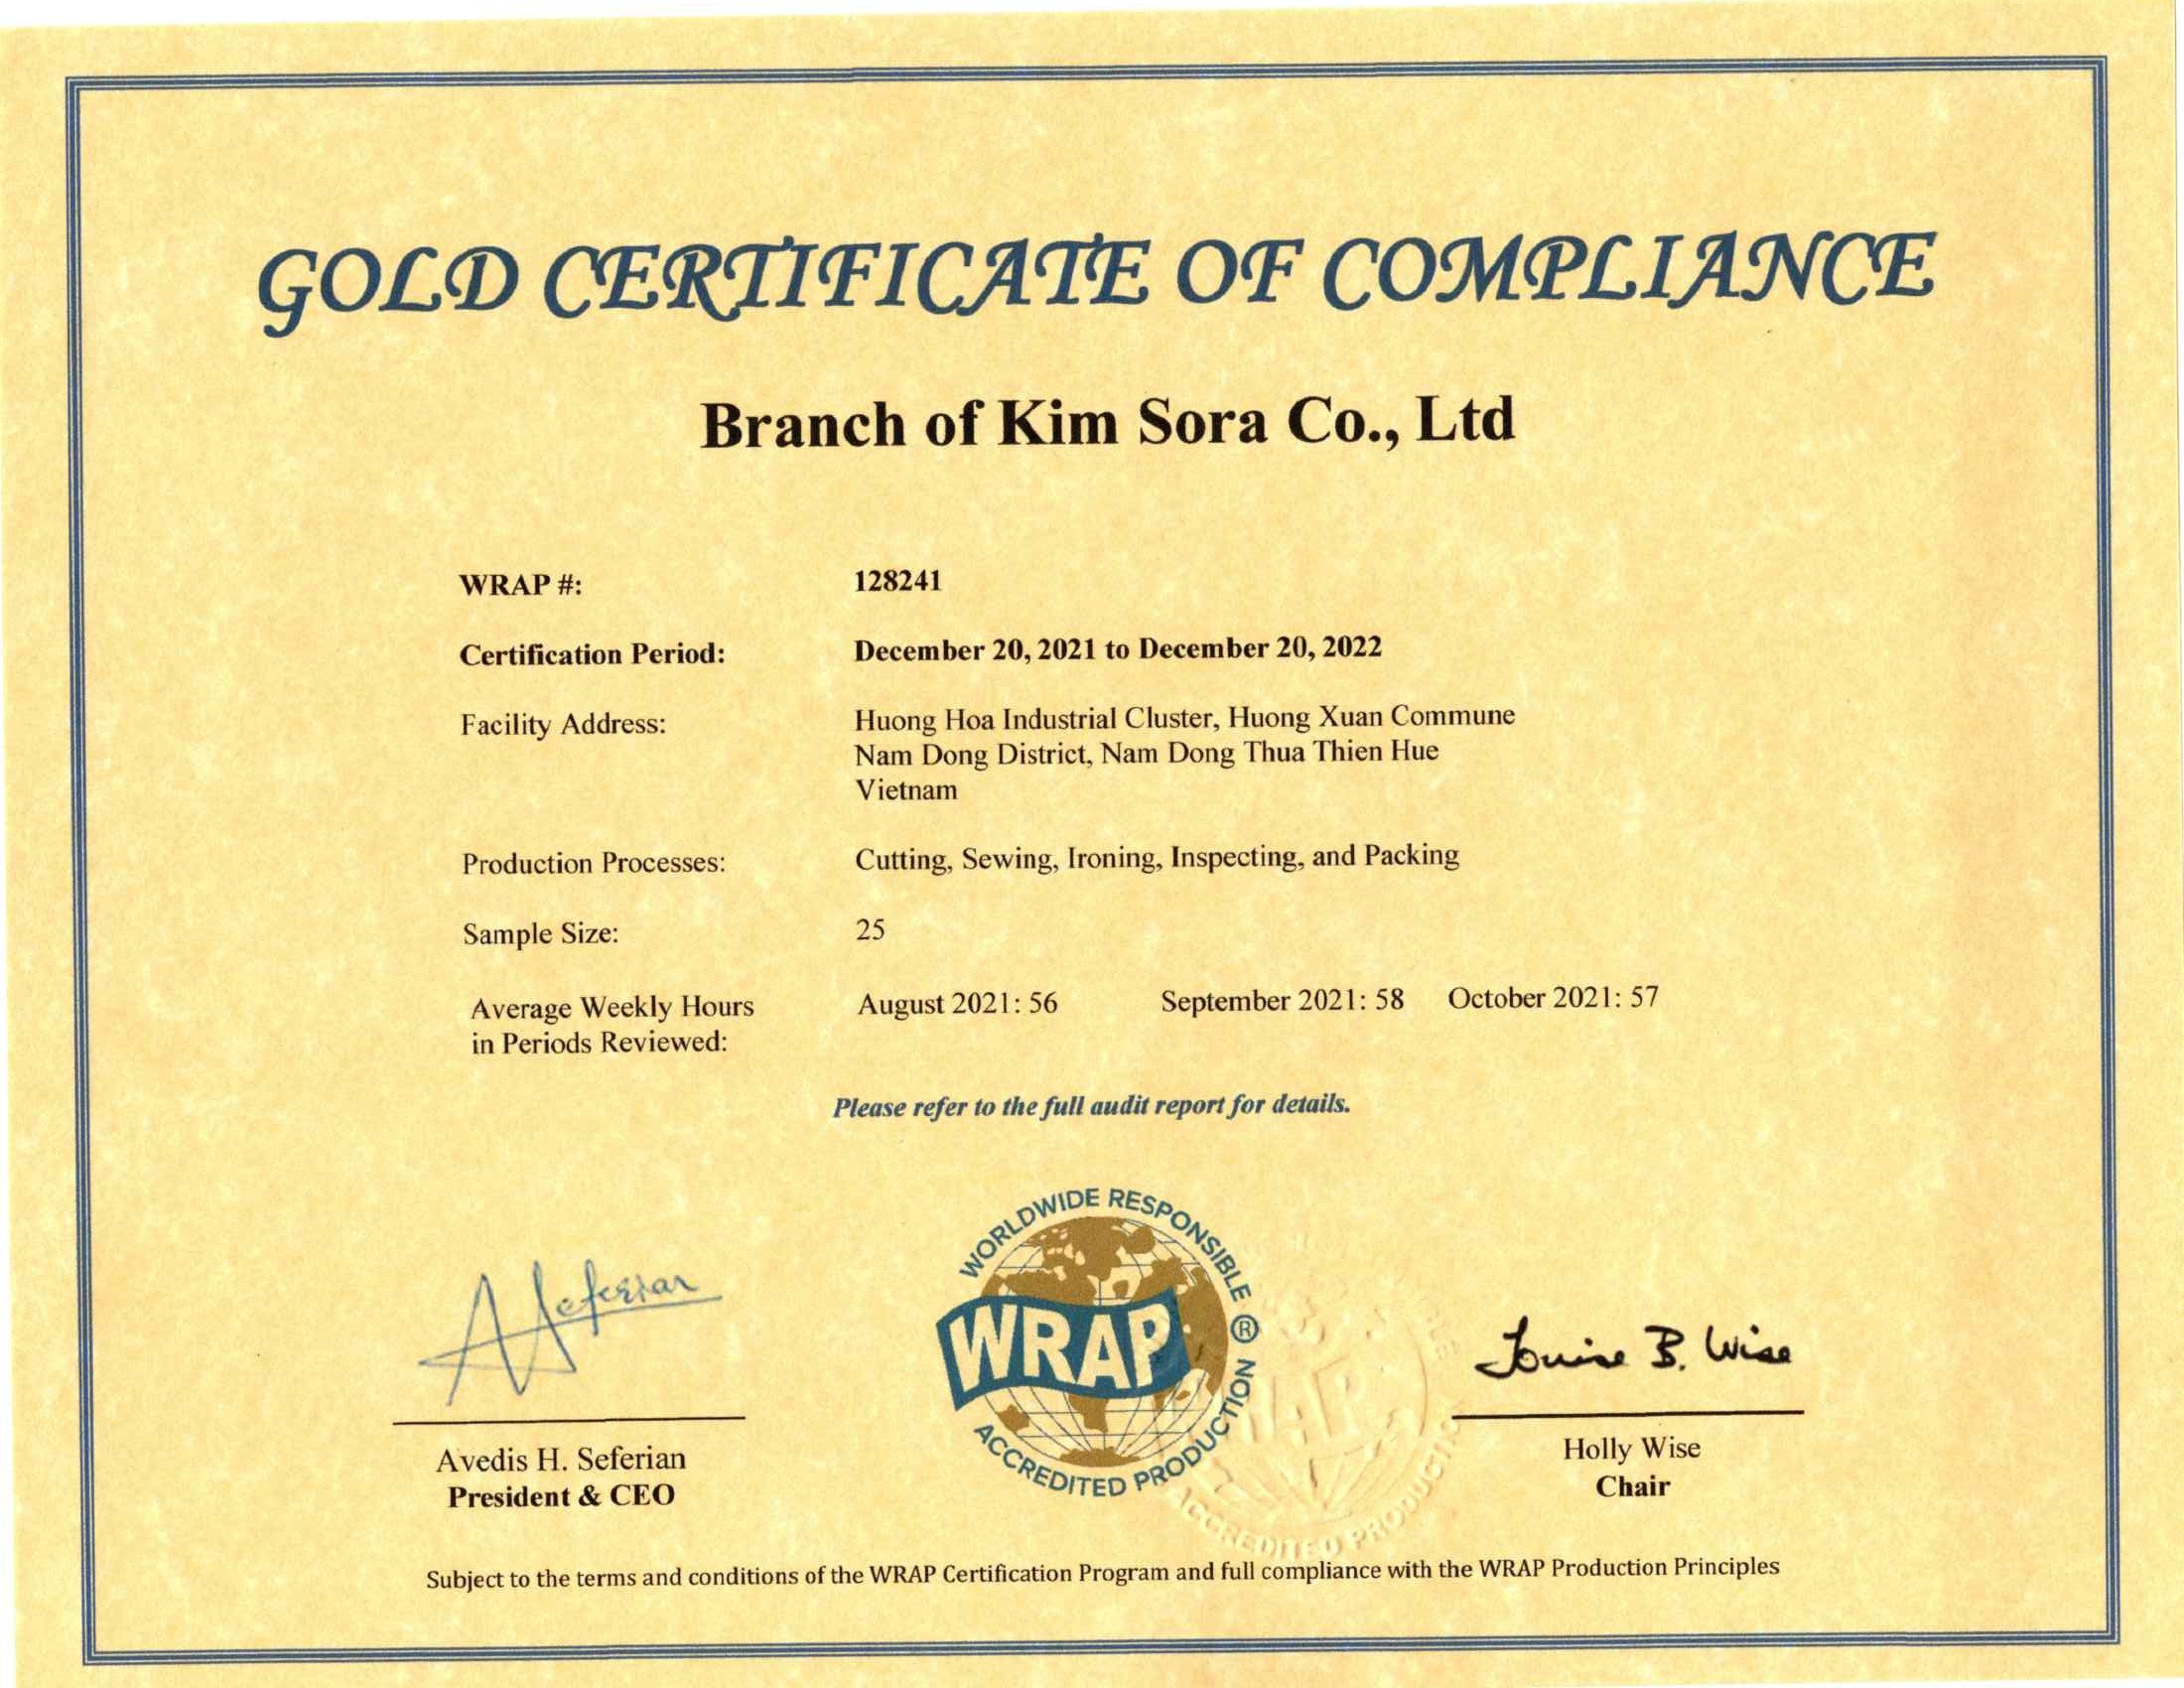 GOLD CERTIFICATE OF COMPLIANCE
Branch of Kim Sora Co., Ltd
WRAP #: 128241
Certification Period: December 20, 2021 to December 20, 2022
Facility Address: Huong Hoa Industrial Cluster, Huong Xuan Commune
Nam Dong District, Nam Dong Thua Thien Hue
Vietnam
Production Processes: Cutting, Sewing, Ironing, Inspecting, and Packing
Sample Size: 25
Average Weekly Hours August 2021: 56 September 2021: 58 October 2021: 57
in Periods Reviewed:
Please refer to the full audit report for details.
WORLDWIDE RESPONSIBLE
WRAP ®
ACCREDITED PRODUCTION
ACCREDITED PRODUCTION
ASeferian
Louise B. Wise
Avedis H. Seferian
President & CEO
Holly Wise
Chair
Subject to the terms and conditions of the WRAP Certification Program and full compliance with the WRAP Production Principles